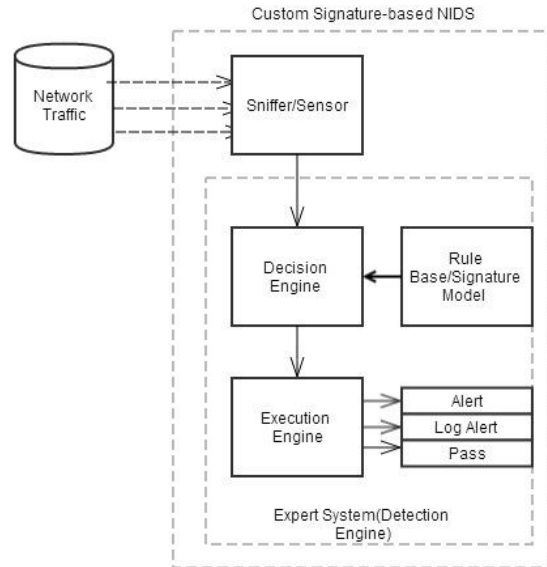 Custom Signature-based NIDS
Network
Traffic
Sniffer/Sensor
Decision
Engine
Rule
Base/Signature
Model
Execution
Engine
Alert
Log Alert
Pass
Expert System(Detection
Engine)